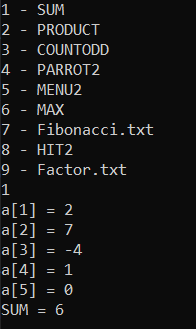 1 - SUM
2 - PRODUCT
3 - COUNTODD
4 - PARROT2
5 - MENU2
6 - MAX
7 - Fibonacci.txt
8 - HIT2
9 - Factor.txt
1
a[1] = 2
a[2] = 7
a[3] = -4
a[4] = 1
a[5] = 0
SUM = 6